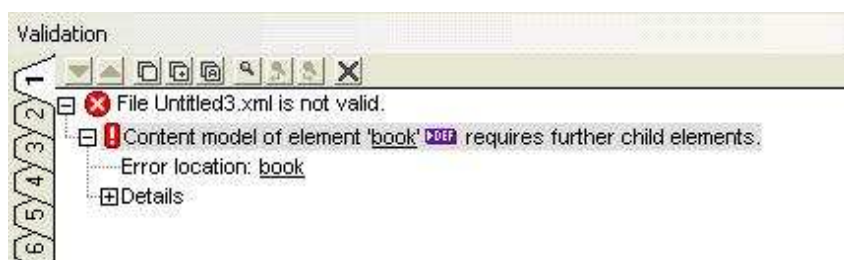 Validation
File Untitled3.xml is not valid.
Content model of element 'book' DEF requires further child elements.
Error location: book
Details
1
2
3
4
5
6